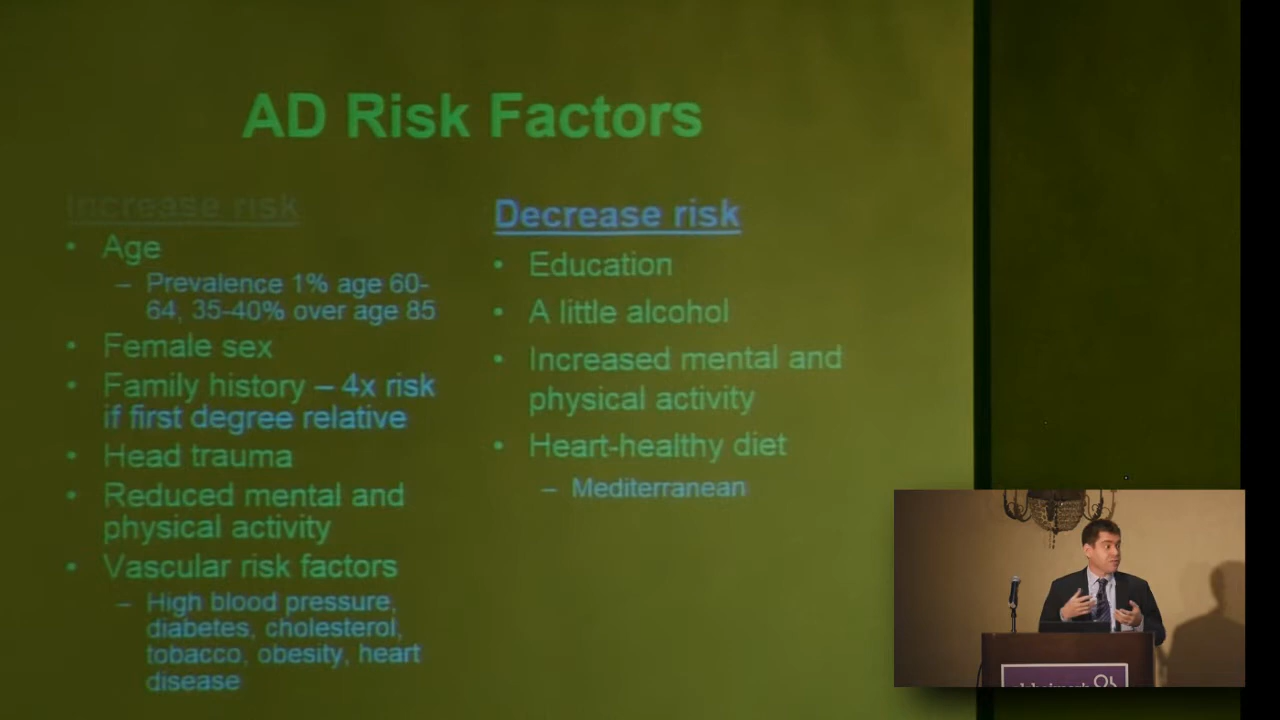 AD Risk Factors
Increase risk
• Age
– Prevalence 1% age 60-
64, 35-40% over age 85
• Female sex
• Family history – 4x risk
if first degree relative
• Head trauma
• Reduced mental and
physical activity
• Vascular risk factors
– High blood pressure,
diabetes, cholesterol,
tobacco, obesity, heart
disease
Decrease risk
• Education
• A little alcohol
• Increased mental and
physical activity
• Heart-healthy diet
– Mediterranean